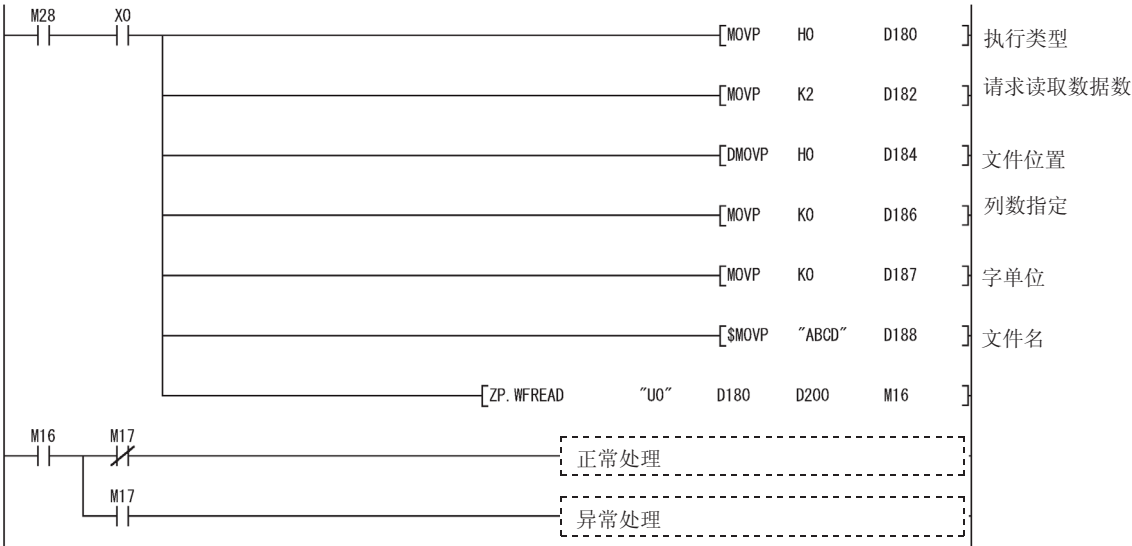 M28 X0
[MOVP H0 D180 ] 执行类型
[MOVP K2 D182 ] 请求读取数据数
[DMOVP H0 D184 ] 文件位置
[MOVP K0 D186 ] 列数指定
[MOVP K0 D187 ] 字单位
[$MOVP "ABCD" D188 ] 文件名
[ZP.WFREAD "U0" D180 D200 M16 ]
M16 M17
正常处理
M17
异常处理